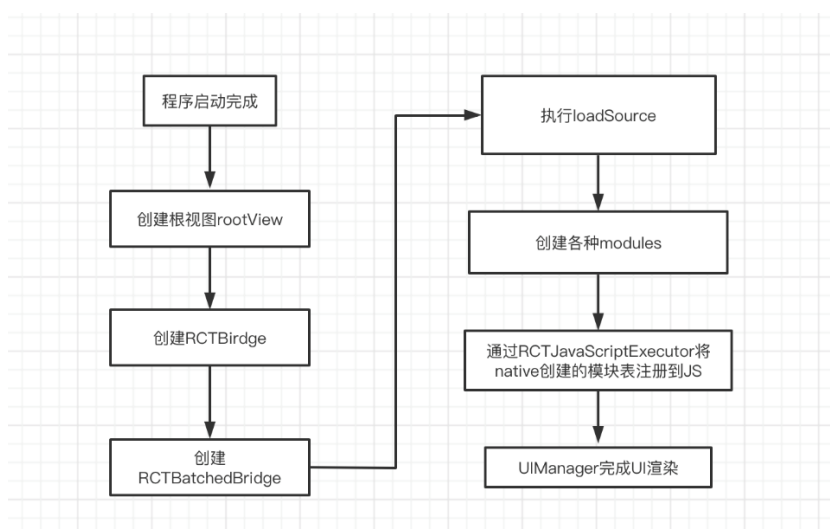 程序启动完成
创建根视图rootView
创建RCTBirdge
创建
RCTBatchedBridge
执行loadSource
创建各种modules
通过RCTJavaScriptExecutor将
native创建的模块表注册到JS
UIManager完成UI渲染